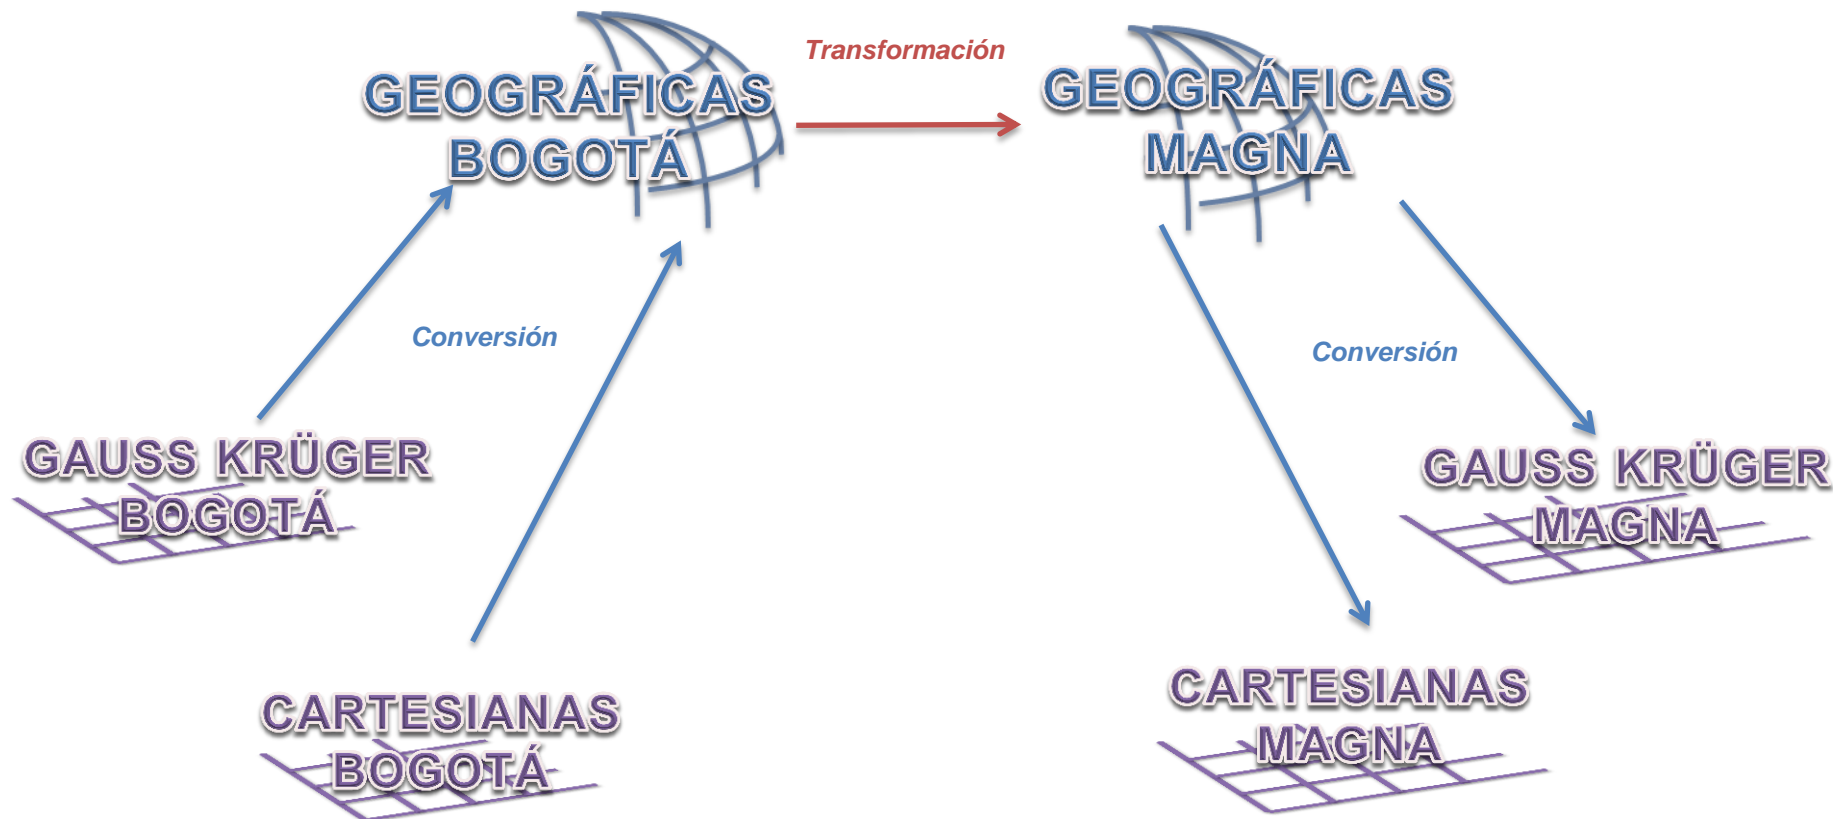 Transformación
GEOGRÁFICAS
BOGOTÁ
GEOGRÁFICAS
MAGNA
Conversión
Conversión
GAUSS KRÜGER
BOGOTÁ
GAUSS KRÜGER
MAGNA
CARTESIANAS
BOGOTÁ
CARTESIANAS
MAGNA